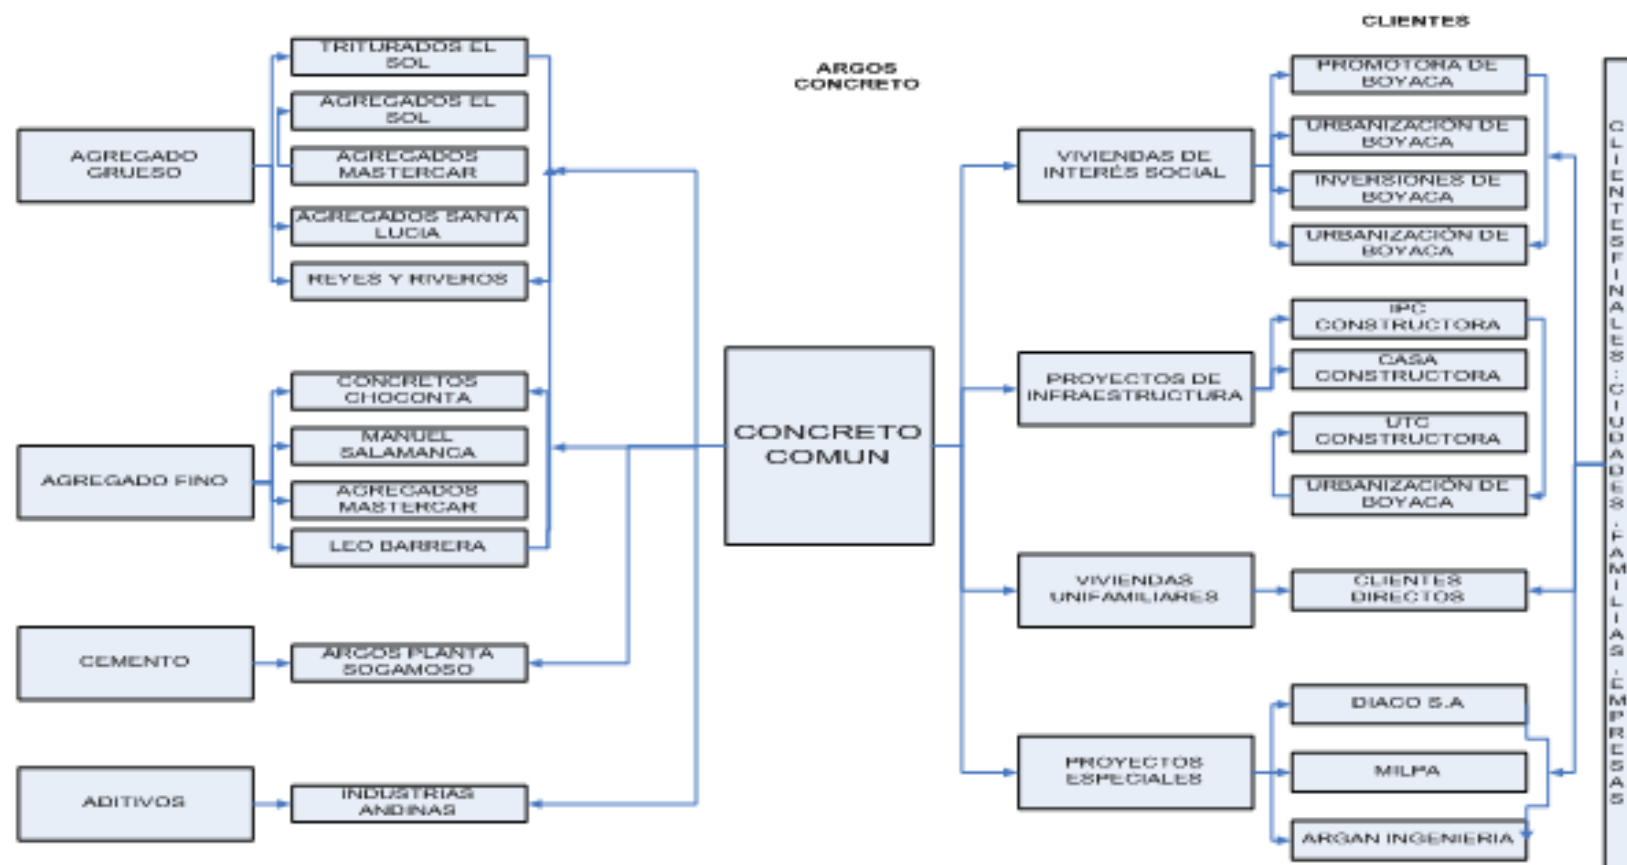 CLIENTES
ARGOS
CONCRETO
AGREGADO
GRUESO
TRITURADOS EL
SOL
AGREGADOS EL
SOL
AGREGADOS
MASTERCAR
AGREGADOS SANTA
LUCIA
REYES Y RIVEROS
AGREGADO FINO
CONCRETOS
CHOCONTA
MANUEL
SALAMANCA
AGREGADOS
MASTERCAR
LEO BARRERA
CEMENTO
ARGOS PLANTA
SOGAMOSO
ADITIVOS
INDUSTRIAS
ANDINAS
CONCRETO
COMUN
VIVIENDAS DE
INTERÉS SOCIAL
PROMOTORA DE
BOYACA
URBANIZACIÓN DE
BOYACA
INVERSIONES DE
BOYACA
URBANIZACIÓN DE
BOYACA
PROYECTOS DE
INFRAESTRUCTURA
IPC
CONSTRUCTORA
CASA
CONSTRUCTORA
UTC
CONSTRUCTORA
URBANIZACIÓN DE
BOYACA
VIVIENDAS
UNIFAMILIARES
CLIENTES
DIRECTOS
PROYECTOS
ESPECIALES
DIACO S.A
MILPA
ARGAN INGENIERIA
CLIENTES FINALES: CIUDADES, FAMILIAS, EMPRESAS